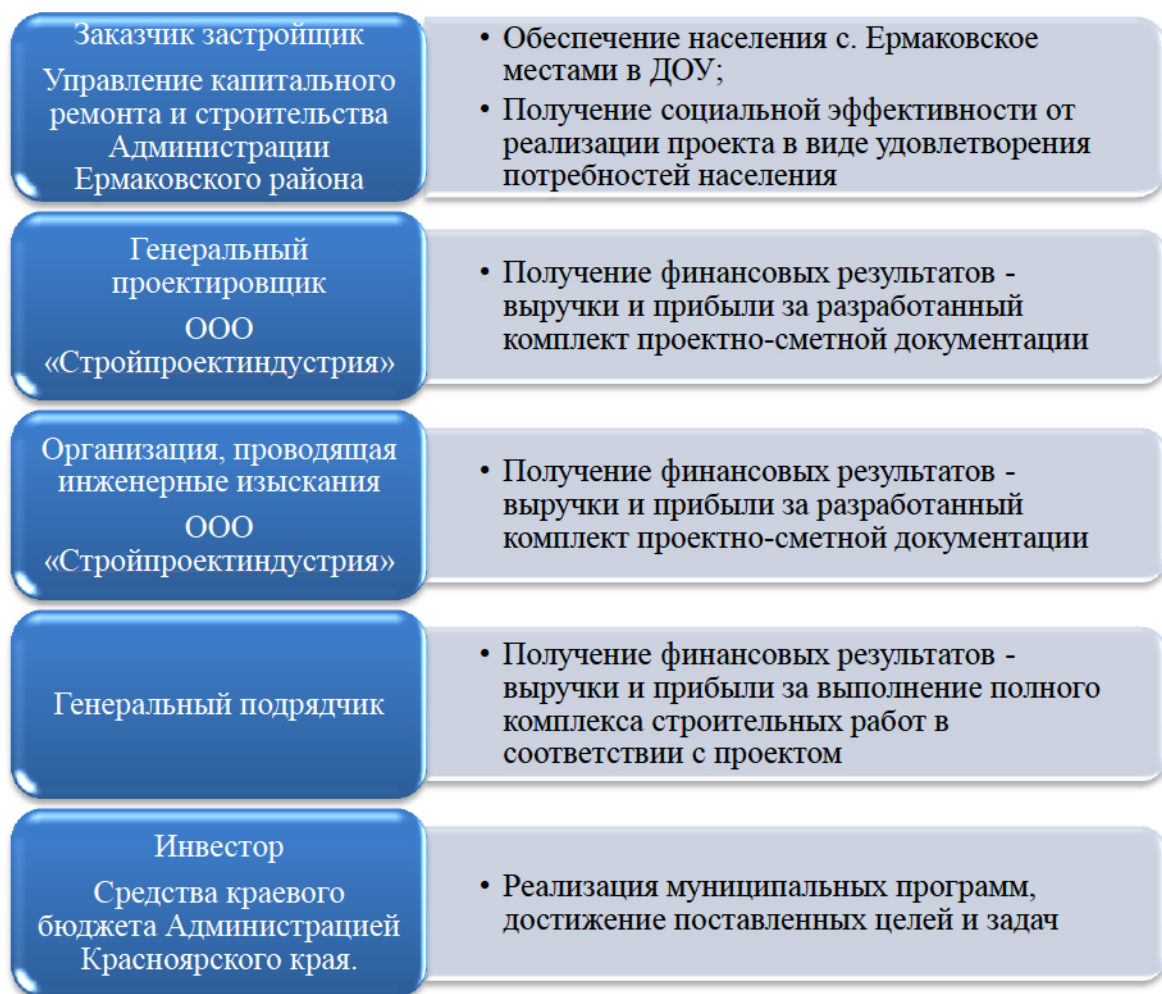 Заказчик застройщик
Управление капитального
ремонта и строительства
Администрации
Ермаковского района
• Обеспечение населения с. Ермаковское
местами в ДОУ;
• Получение социальной эффективности от
реализации проекта в виде удовлетворения
потребностей населения
Генеральный
проектировщик
ООО
«Стройпроектиндустрия»
• Получение финансовых результатов -
выручки и прибыли за разработанный
комплект проектно-сметной документации
Организация, проводящая
инженерные изыскания
ООО
«Стройпроектиндустрия»
• Получение финансовых результатов -
выручки и прибыли за разработанный
комплект проектно-сметной документации
Генеральный подрядчик
• Получение финансовых результатов -
выручки и прибыли за выполнение полного
комплекса строительных работ в
соответствии с проектом
Инвестор
Средства краевого
бюджета Администрацией
Красноярского края.
• Реализация муниципальных программ,
достижение поставленных целей и задач